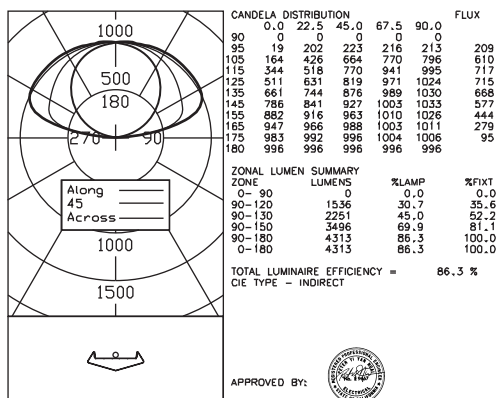 1000
500
180
270 90
Along
45
Across
1000
1500
CANDELA DISTRIBUTION FLUX
0.0 22.5 45.0 67.5 90.0
90 0 0 0 0 0
95 19 202 223 216 213 209
105 164 426 664 770 796 610
115 344 518 770 941 995 717
125 511 631 819 971 1024 715
135 661 744 876 989 1030 668
145 786 841 927 1003 1033 577
155 882 916 963 1010 1026 444
165 947 966 988 1003 1011 279
175 983 992 996 1004 1006 95
180 996 996 996 996 996
ZONAL LUMEN SUMMARY
ZONE LUMENS %LAMP %FIXT
0- 90 0 0.0 0.0
90-120 1536 30.7 35.6
90-130 2251 45.0 52.2
90-150 3496 69.9 81.1
90-180 4313 86.3 100.0
0-180 4313 86.3 100.0
TOTAL LUMINAIRE EFFICIENCY = 86.3 %
CIE TYPE - INDIRECT
APPROVED BY:
REGISTERED PROFESSIONAL ENGINEER
ELECTRICAL